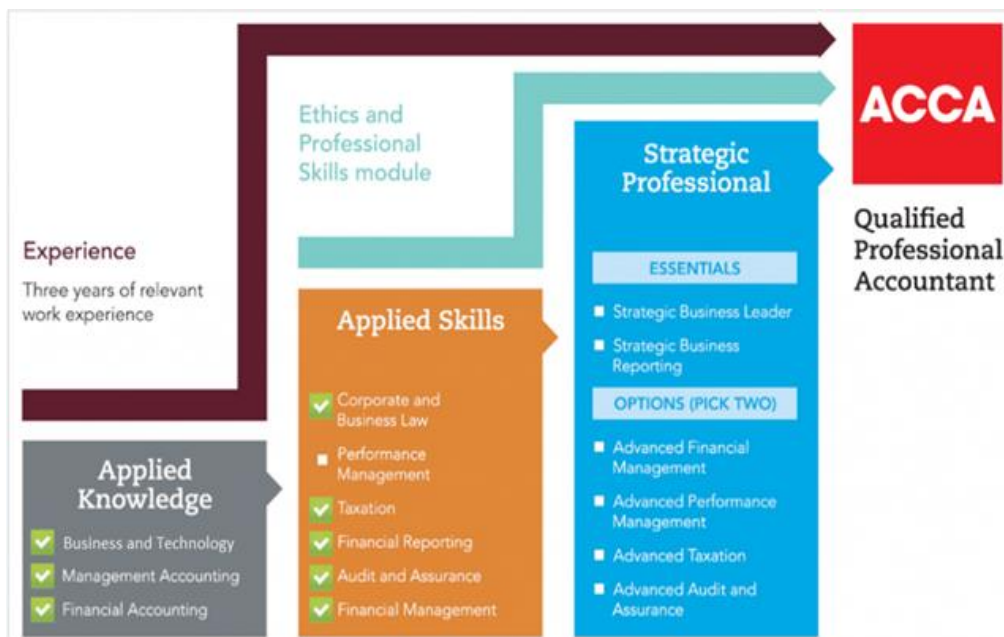 Experience
Three years of relevant
work experience
Ethics and
Professional
Skills module
Applied
Knowledge
Business and Technology
Management Accounting
Financial Accounting
Applied Skills
Corporate and
Business Law
Performance
Management
Taxation
Financial Reporting
Audit and Assurance
Financial Management
Strategic
Professional
ESSENTIALS
Strategic Business Leader
Strategic Business
Reporting
OPTIONS (PICK TWO)
Advanced Financial
Management
Advanced Performance
Management
Advanced Taxation
Advanced Audit and
Assurance
ACCA
Qualified
Professional
Accountant